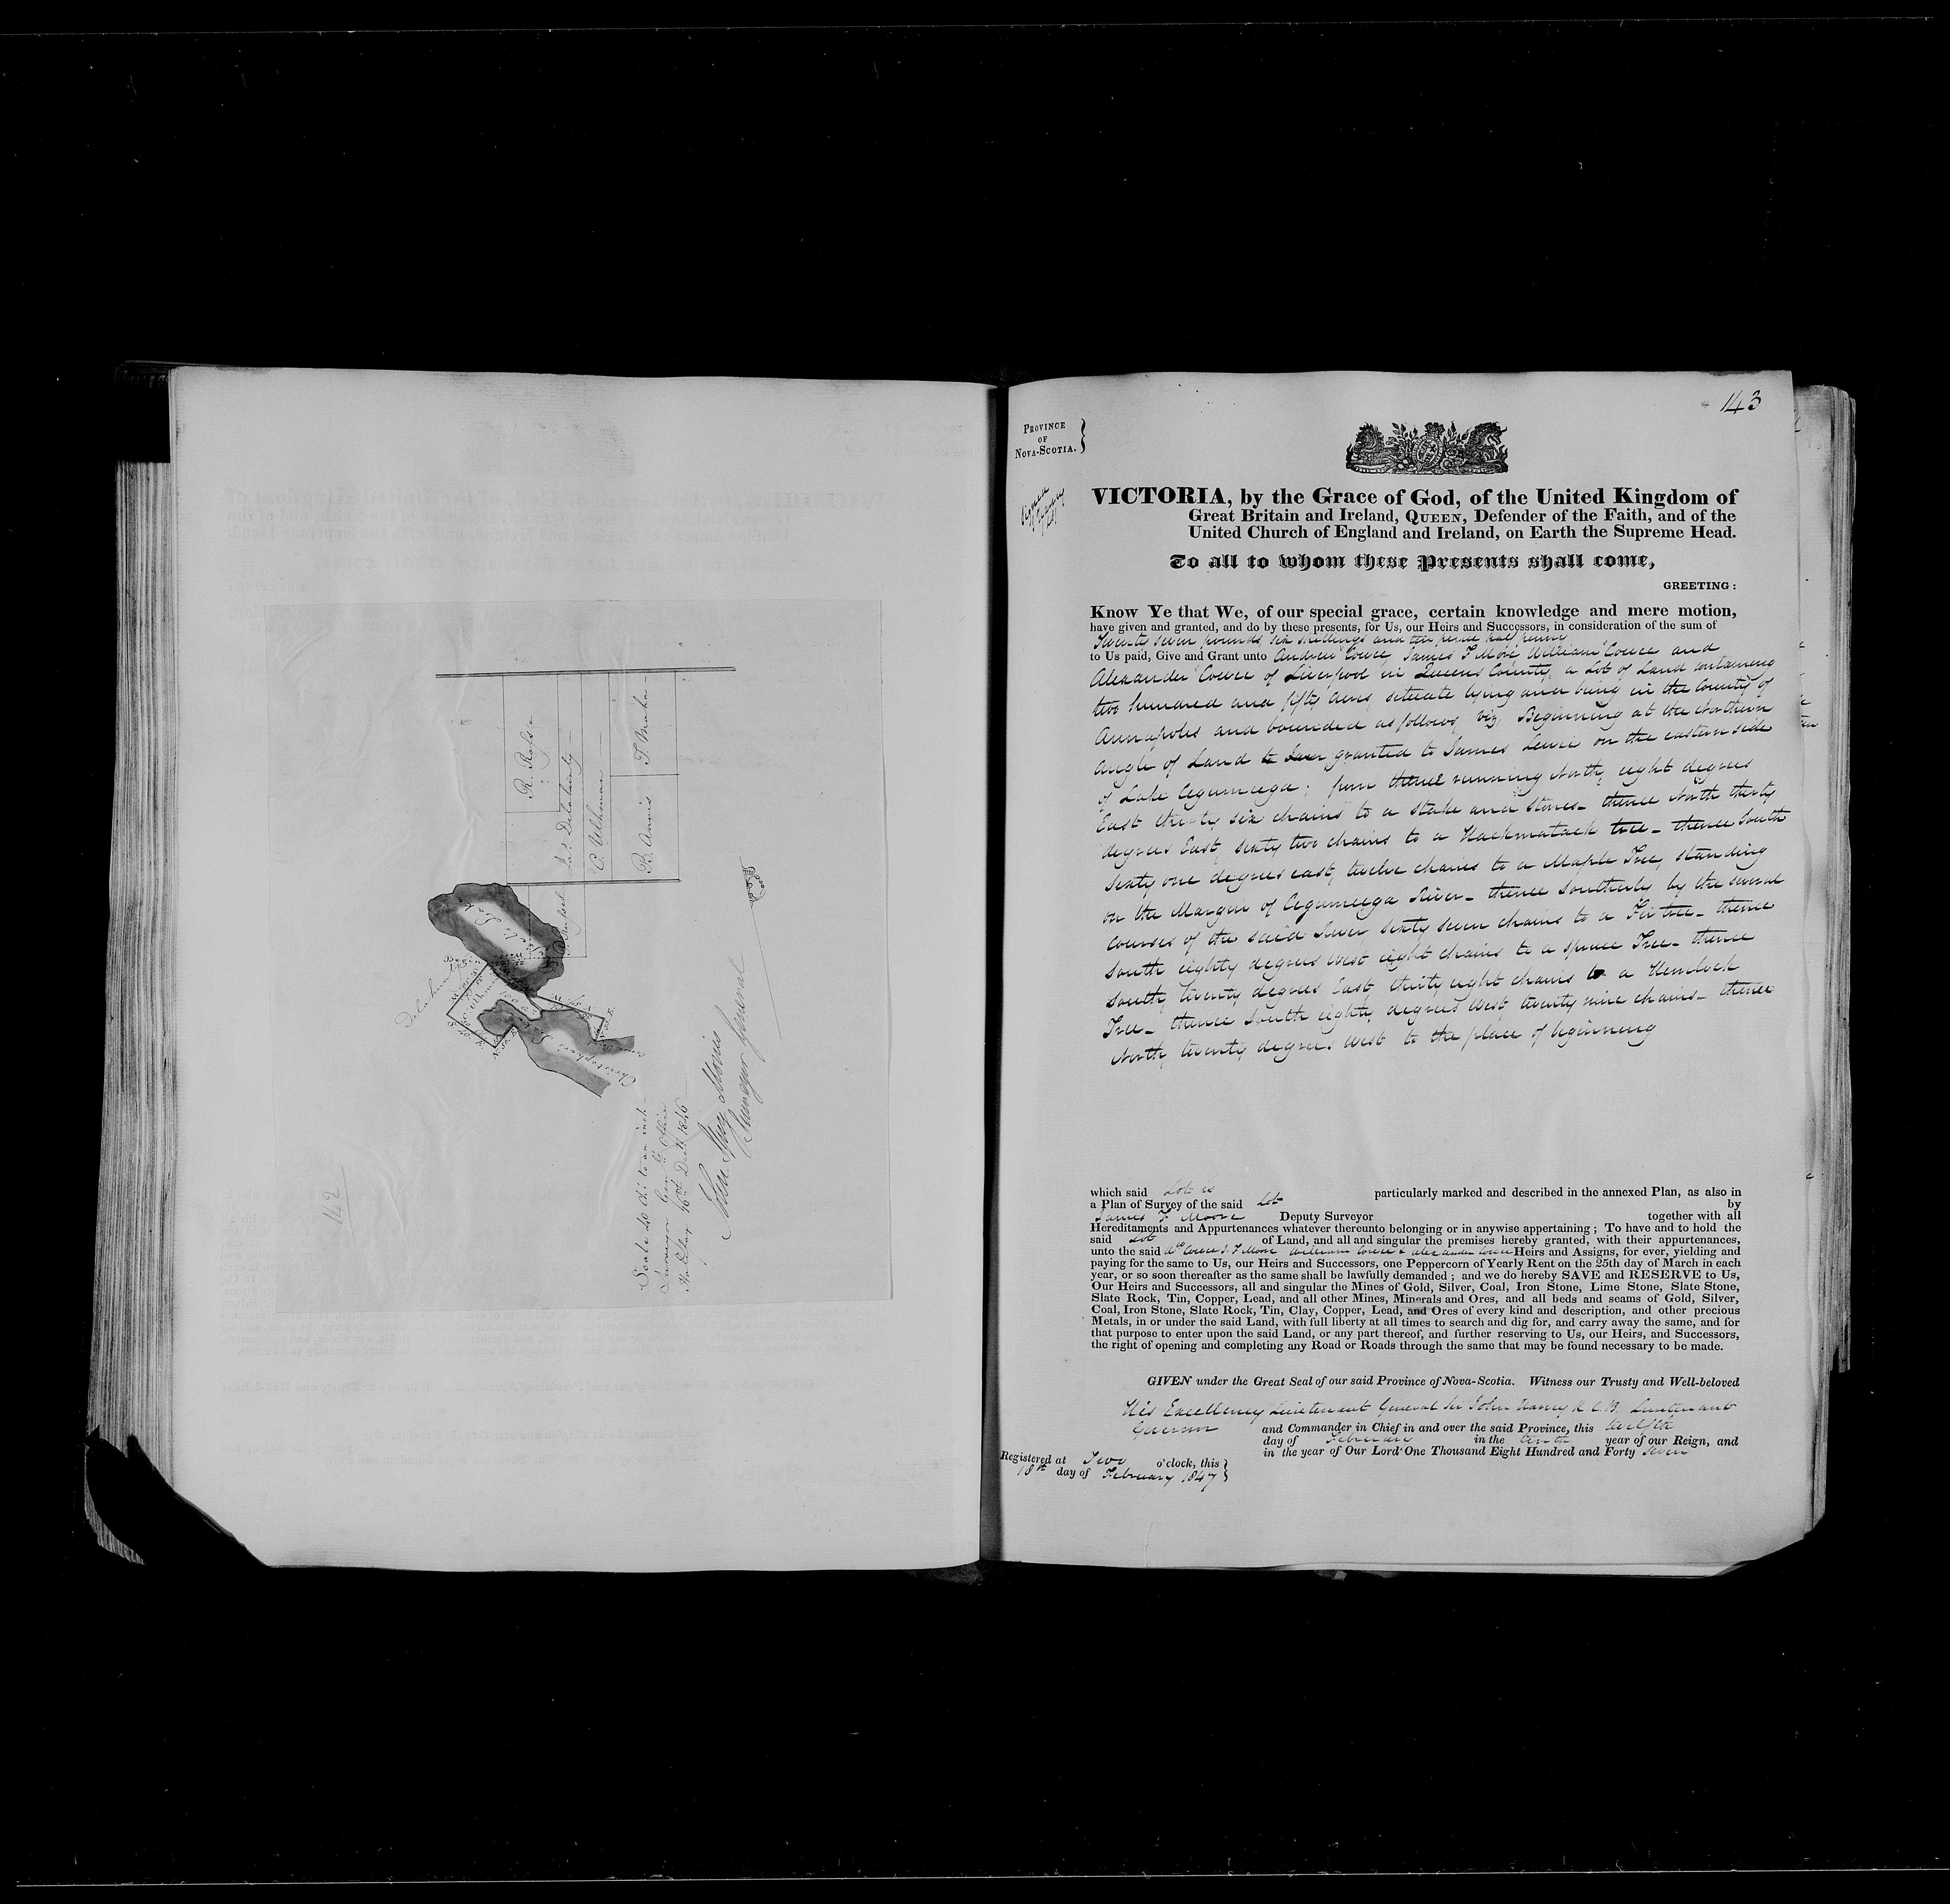 R. Ross
Jas Delahunty
C. Uhlman
B. Annis
T. Meaher
Lake
Christophers
Scale 40 Chs to an inch
Surveyor Genls Office
Halifax 16th Decr 1846
John Spry Morris
Surveyor General
142
143
PROVINCE
OF
NOVA-SCOTIA.
VICTORIA, by the Grace of God, of the United Kingdom of
Great Britain and Ireland, QUEEN, Defender of the Faith, and of the
United Church of England and Ireland, on Earth the Supreme Head.
To all to whom these Presents shall come,
GREETING:
Know Ye that We, of our special grace, certain knowledge and mere motion,
have given and granted, and do by these presents, for Us, our Heirs and Successors, in consideration of the sum of
Twenty seven pounds six shillings and ten pence half penny
to Us paid, Give and Grant unto Andrew Cowie, James F More, William Cowie and
Alexander Cowie of Liverpool in Queens County, a Lot of Land containing
two hundred and fifty acres, situate lying and being in the County of
Annapolis and bounded as follows, viz, Beginning at the Northern
angle of Land granted to James Lewis on the eastern side
of Lake Cegumcega; from thence running North, eight degrees
East thirty six chains to a stake and stones - thence North thirty
degrees East, sixty two chains to a Hackmatack tree - thence South
sixty one degrees east, twelve chains to a Maple Tree, standing
on the Margin of Cegumcega River - thence Southerly by the several
courses of the said River sixty seven chains to a Fir tree - thence
South eighty degrees West eight chains to a Spruce Tree - thence
South, twenty degrees East thirty eight chains to a Hemlock
Tree - thence South eighty degrees West, twenty nine chains - thence
North, twenty degrees West to the place of beginning
which said Lot is particularly marked and described in the annexed Plan, as also in
a Plan of Survey of the said Lot by
James F Moore Deputy Surveyor together with all
Hereditaments and Appurtenances whatever thereunto belonging or in anywise appertaining; To have and to hold the
said Lot of Land, and all and singular the premises hereby granted, with their appurtenances,
unto the said Cowie J. F Moore William Cowie & Alexander Cowie Heirs and Assigns, for ever, yielding and
paying for the same to Us, our Heirs and Successors, one Peppercorn of Yearly Rent on the 25th day of March in each
year, or so soon thereafter as the same shall be lawfully demanded; and we do hereby SAVE and RESERVE to Us,
Our Heirs and Successors, all and singular the Mines of Gold, Silver, Coal, Iron Stone, Lime Stone, Slate Stone,
Slate Rock, Tin, Copper, Lead, and all other Mines, Minerals and Ores, and all beds and seams of Gold, Silver,
Coal, Iron Stone, Slate Rock, Tin, Clay, Copper, Lead, and Ores of every kind and description, and other precious
Metals, in or under the said Land, with full liberty at all times to search and dig for, and carry away the same, and for
that purpose to enter upon the said Land, or any part thereof, and further reserving to Us, our Heirs, and Successors,
the right of opening and completing any Road or Roads through the same that may be found necessary to be made.
GIVEN under the Great Seal of our said Province of Nova-Scotia. Witness our Trusty and Well-beloved
His Excellency Lieutenant General Sir John Harvey K.C.B. Lieutenant
Governor and Commander in Chief in and over the said Province, this twelfth
day of February in the tenth year of our Reign, and
in the year of Our Lord One Thousand Eight Hundred and Forty Seven
Registered at Two o'clock, this
18th day of February 1847